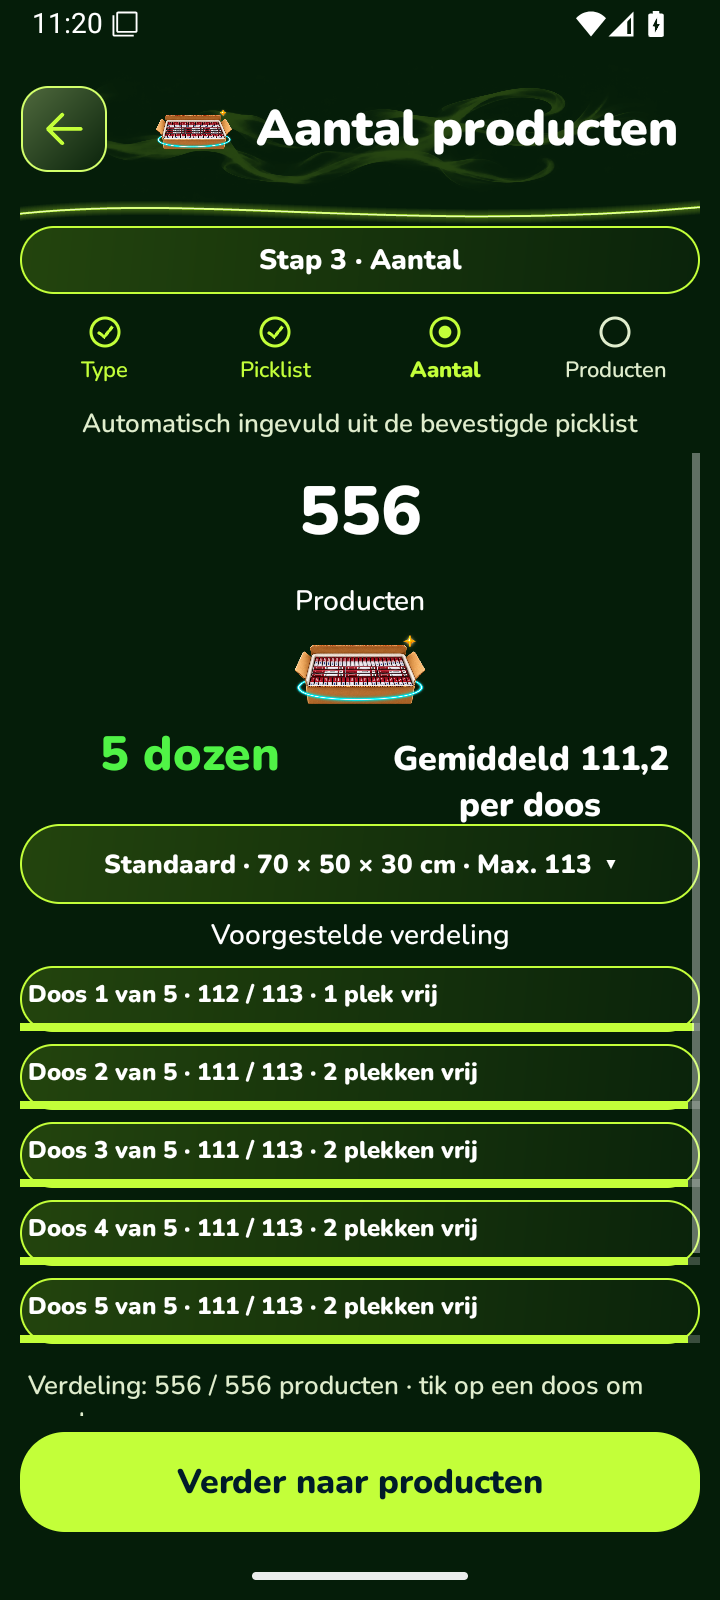 11:20
Aantal producten
Stap 3 · Aantal
Type
Picklist
Aantal
Producten
Automatisch ingevuld uit de bevestigde picklist
556
Producten
5 dozen
Gemiddeld 111,2
per doos
Standaard · 70 × 50 × 30 cm · Max. 113 ▼
Voorgestelde verdeling
Doos 1 van 5 · 112 / 113 · 1 plek vrij
Doos 2 van 5 · 111 / 113 · 2 plekken vrij
Doos 3 van 5 · 111 / 113 · 2 plekken vrij
Doos 4 van 5 · 111 / 113 · 2 plekken vrij
Doos 5 van 5 · 111 / 113 · 2 plekken vrij
Verdeling: 556 / 556 producten · tik op een doos om
Verder naar producten